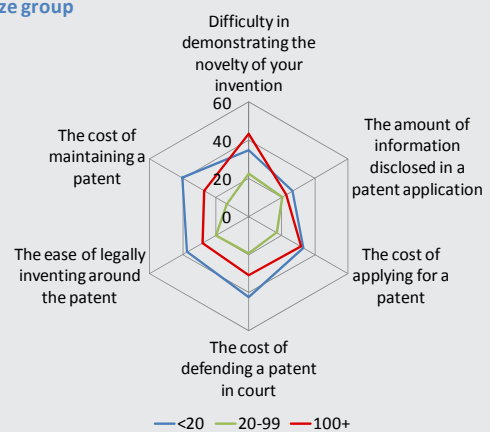 ze group
Difficulty in
demonstrating the
novelty of your
invention
60
40
20
0
The amount of
information
disclosed in a
patent application
The cost of
applying for a
patent
The cost of
defending a patent
in court
The ease of legally
inventing around
the patent
The cost of
maintaining a
patent
<20 20-99 100+